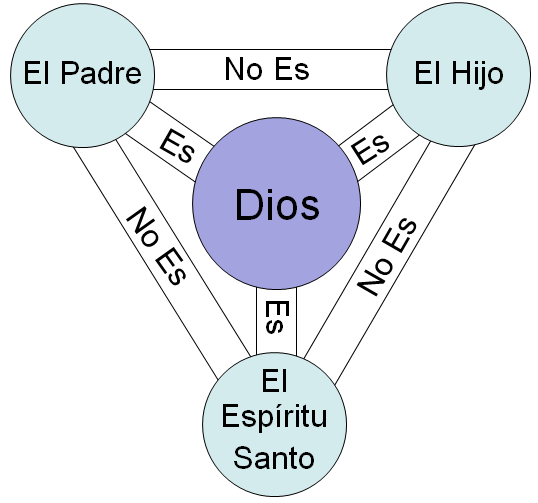 El Padre
No Es
El Hijo
Es
Es
Dios
No Es
No Es
Es
El
Espíritu
Santo